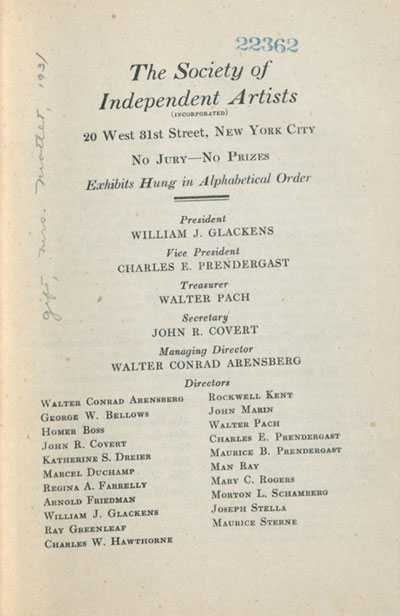 22362
The Society of
Independent Artists
(INCORPORATED)
20 West 31st Street, New York City
No Jury—No Prizes
Exhibits Hung in Alphabetical Order
President
WILLIAM J. GLACKENS
Vice President
CHARLES E. PRENDERGAST
Treasurer
WALTER PACH
Secretary
JOHN R. COVERT
Managing Director
WALTER CONRAD ARENSBERG
Directors
Walter Conrad Arensberg
George W. Bellows
Homer Boss
John R. Covert
Katherine S. Dreier
Marcel Duchamp
Regina A. Farrelly
Arnold Friedman
William J. Glackens
Ray Greenleaf
Charles W. Hawthorne
Rockwell Kent
John Marin
Walter Pach
Charles E. Prendergast
Maurice B. Prendergast
Man Ray
Mary C. Rogers
Morton L. Schamberg
Joseph Stella
Maurice Sterne
gift, mrs. 1931